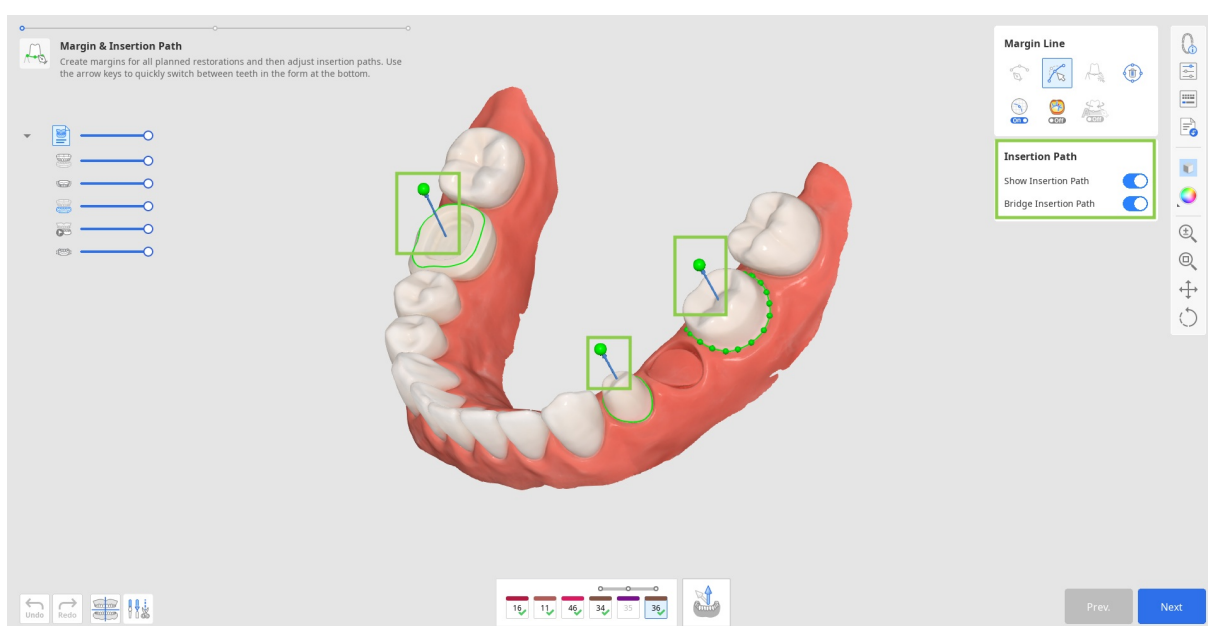 Margin & Insertion Path
Create margins for all planned restorations and then adjust insertion paths. Use
the arrow keys to quickly switch between teeth in the form at the bottom.
Margin Line
On
Off
Off
Insertion Path
Show Insertion Path
Bridge Insertion Path
Undo
Redo
16
11
46
34
35
36
Prev.
Next